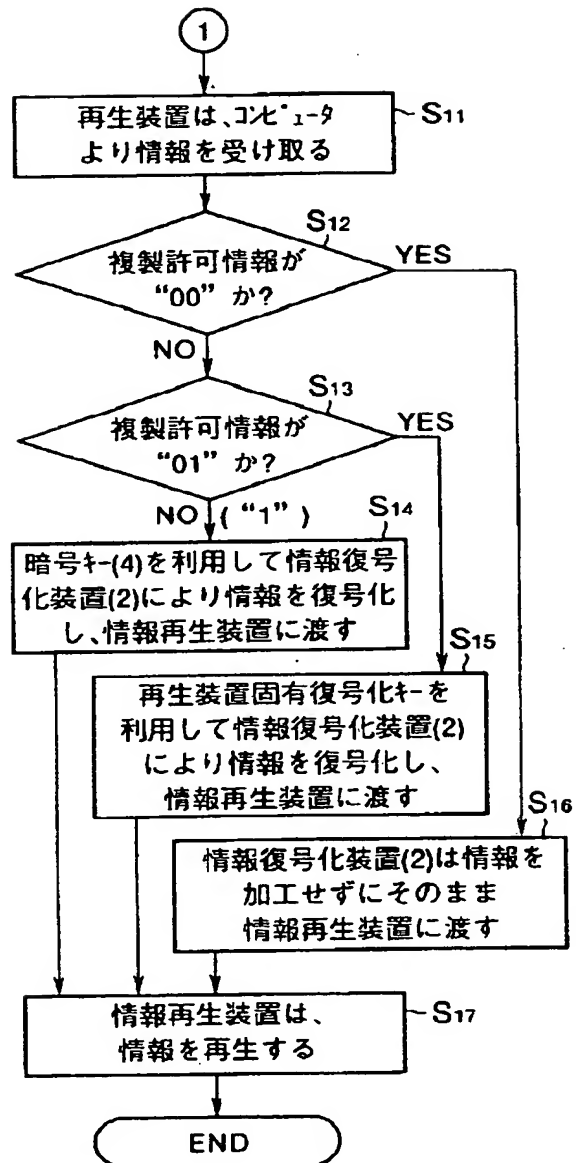 1
再生装置は、コンピュータ
より情報を受け取る
S11
S12
複製許可情報が
“00” か?
YES
NO
S13
複製許可情報が
“01” か?
YES
NO (“1”)
S14
暗号キー(4)を利用して情報復号
化装置(2)により情報を復号化
し、情報再生装置に渡す
S15
再生装置固有復号化キーを
利用して情報復号化装置(2)
により情報を復号化し、
情報再生装置に渡す
S16
情報復号化装置(2)は情報を
加工せずにそのまま
情報再生装置に渡す
情報再生装置は、
情報を再生する
S17
END